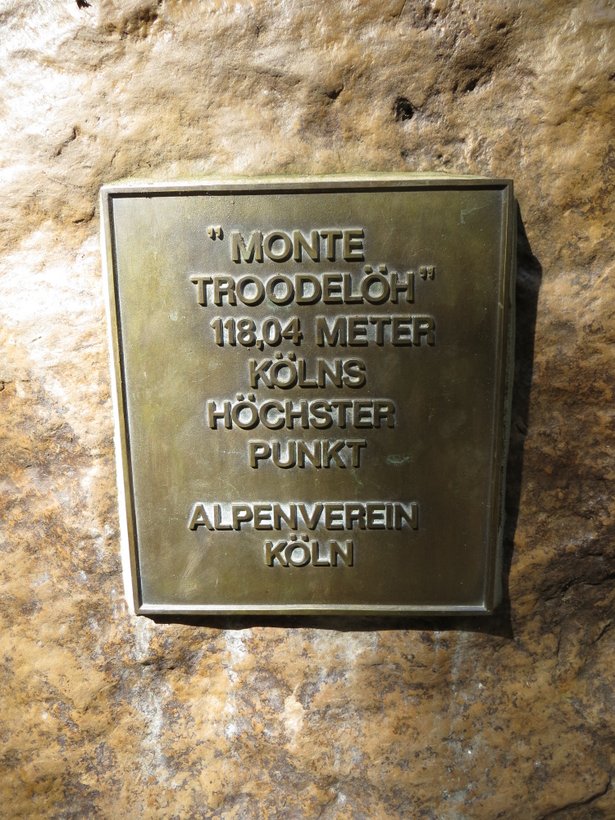 "MONTE
TROODELÖH"
118,04 METER
KÖLNS
HÖCHSTER
PUNKT
ALPENVEREIN
KÖLN